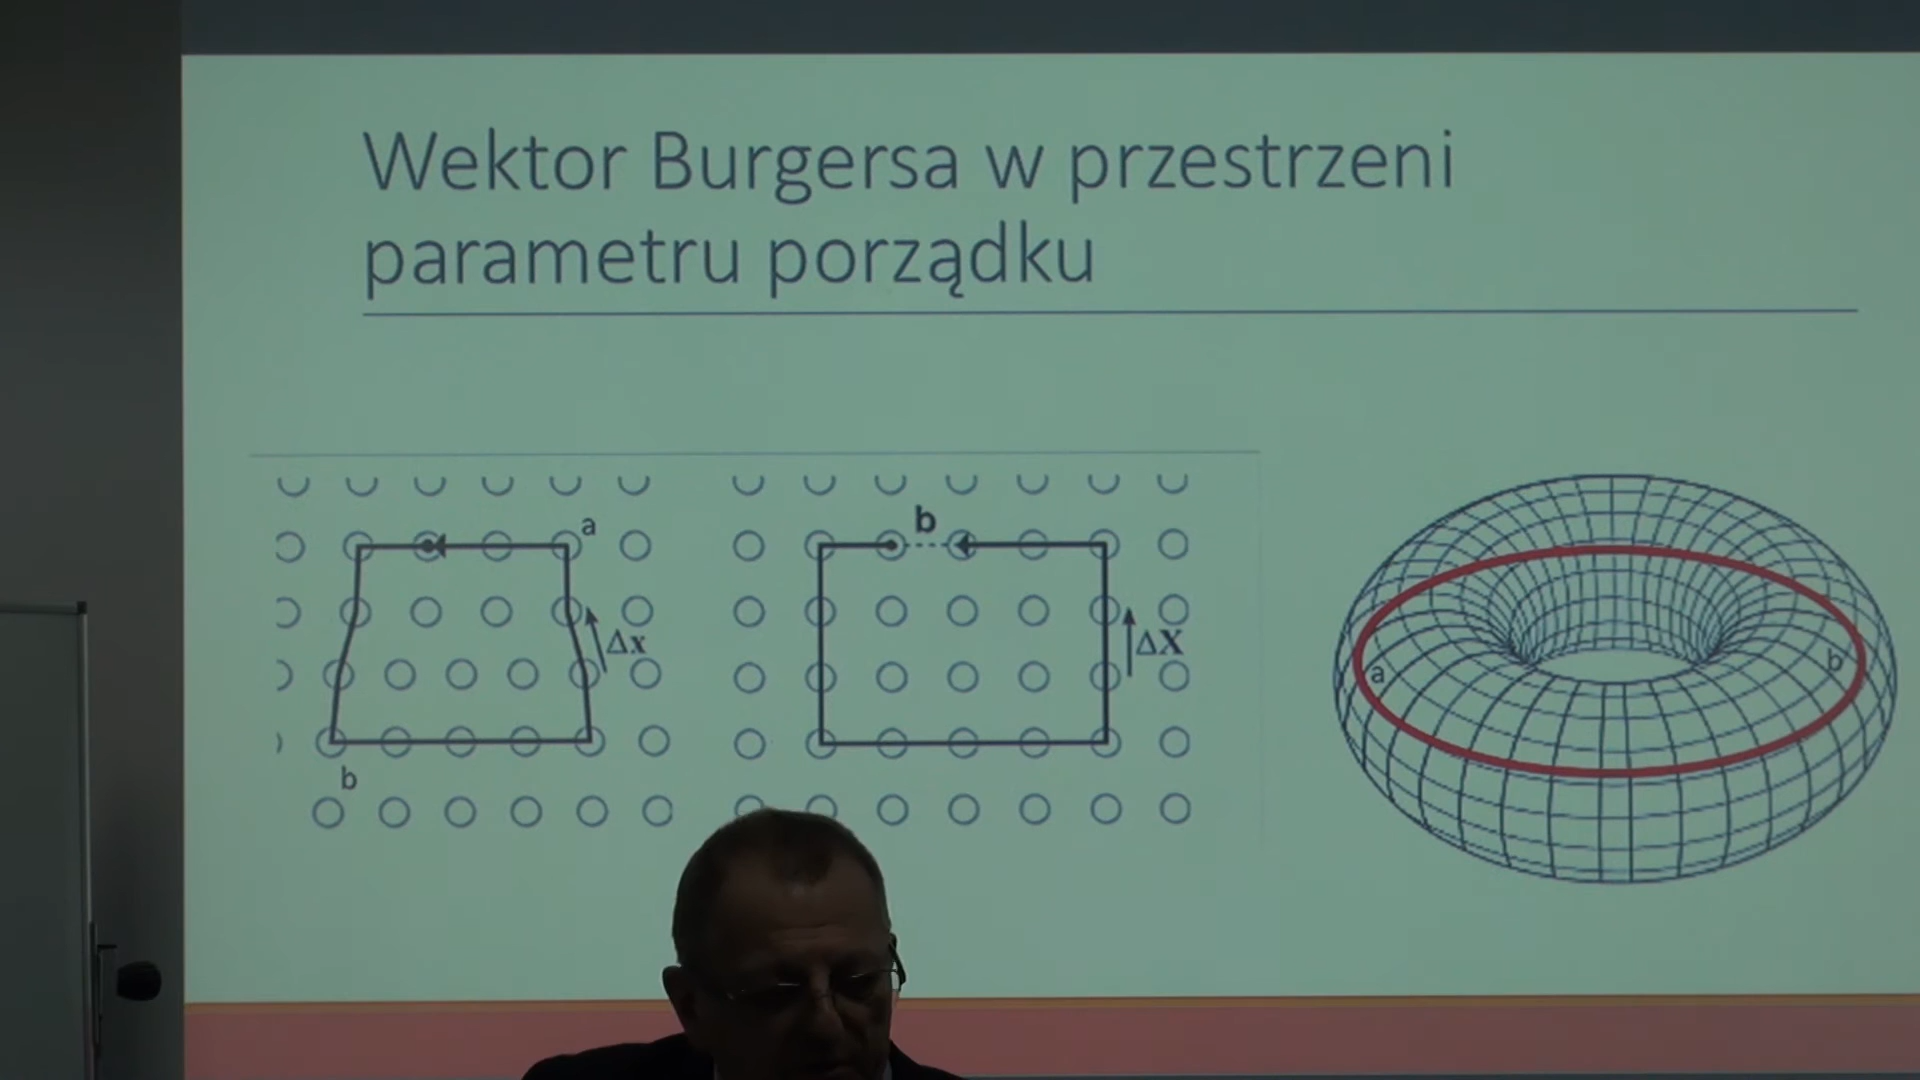 Wektor Burgersa w przestrzeni
parametru porządku
a
b
Δx
ΔX
a
b
b